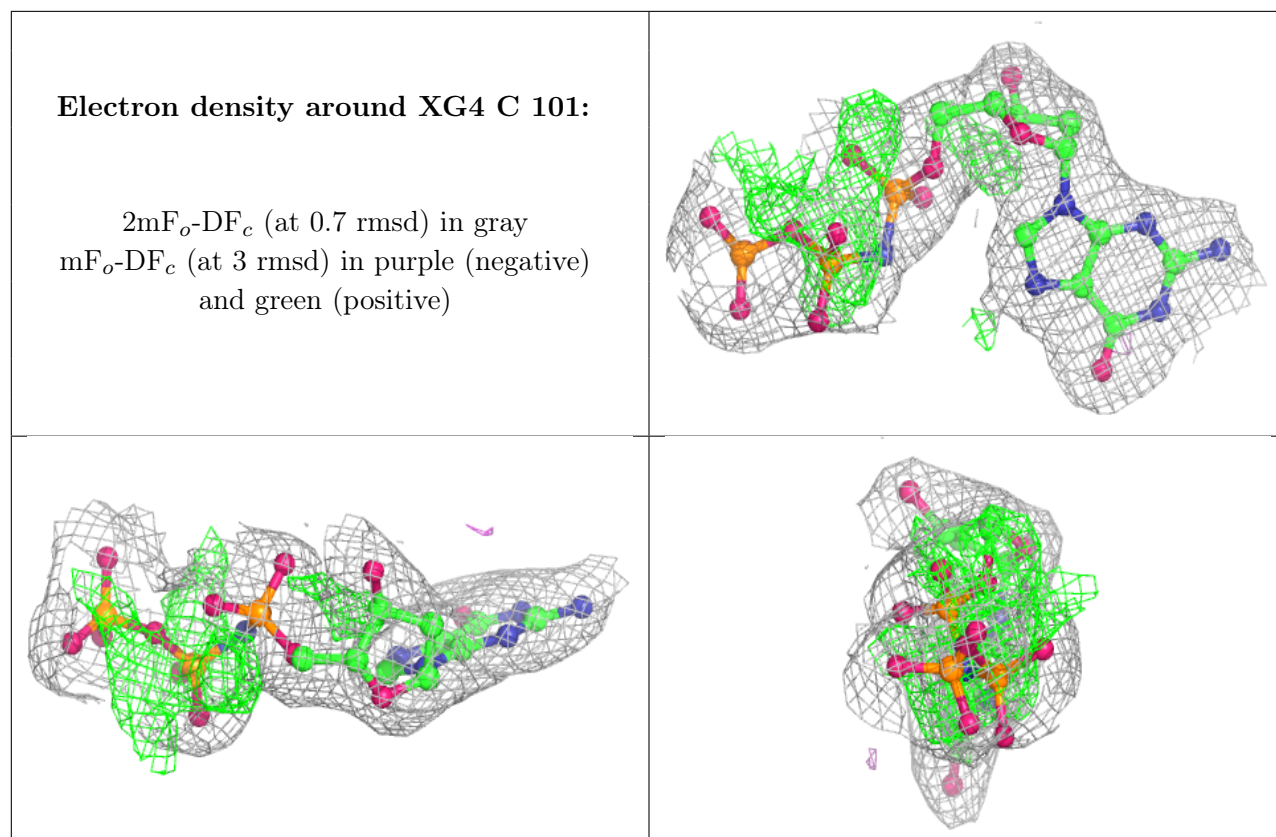 Electron density around XG4 C 101:
2mFo-DFc (at 0.7 rmsd) in gray
mFo-DFc (at 3 rmsd) in purple (negative)
and green (positive)